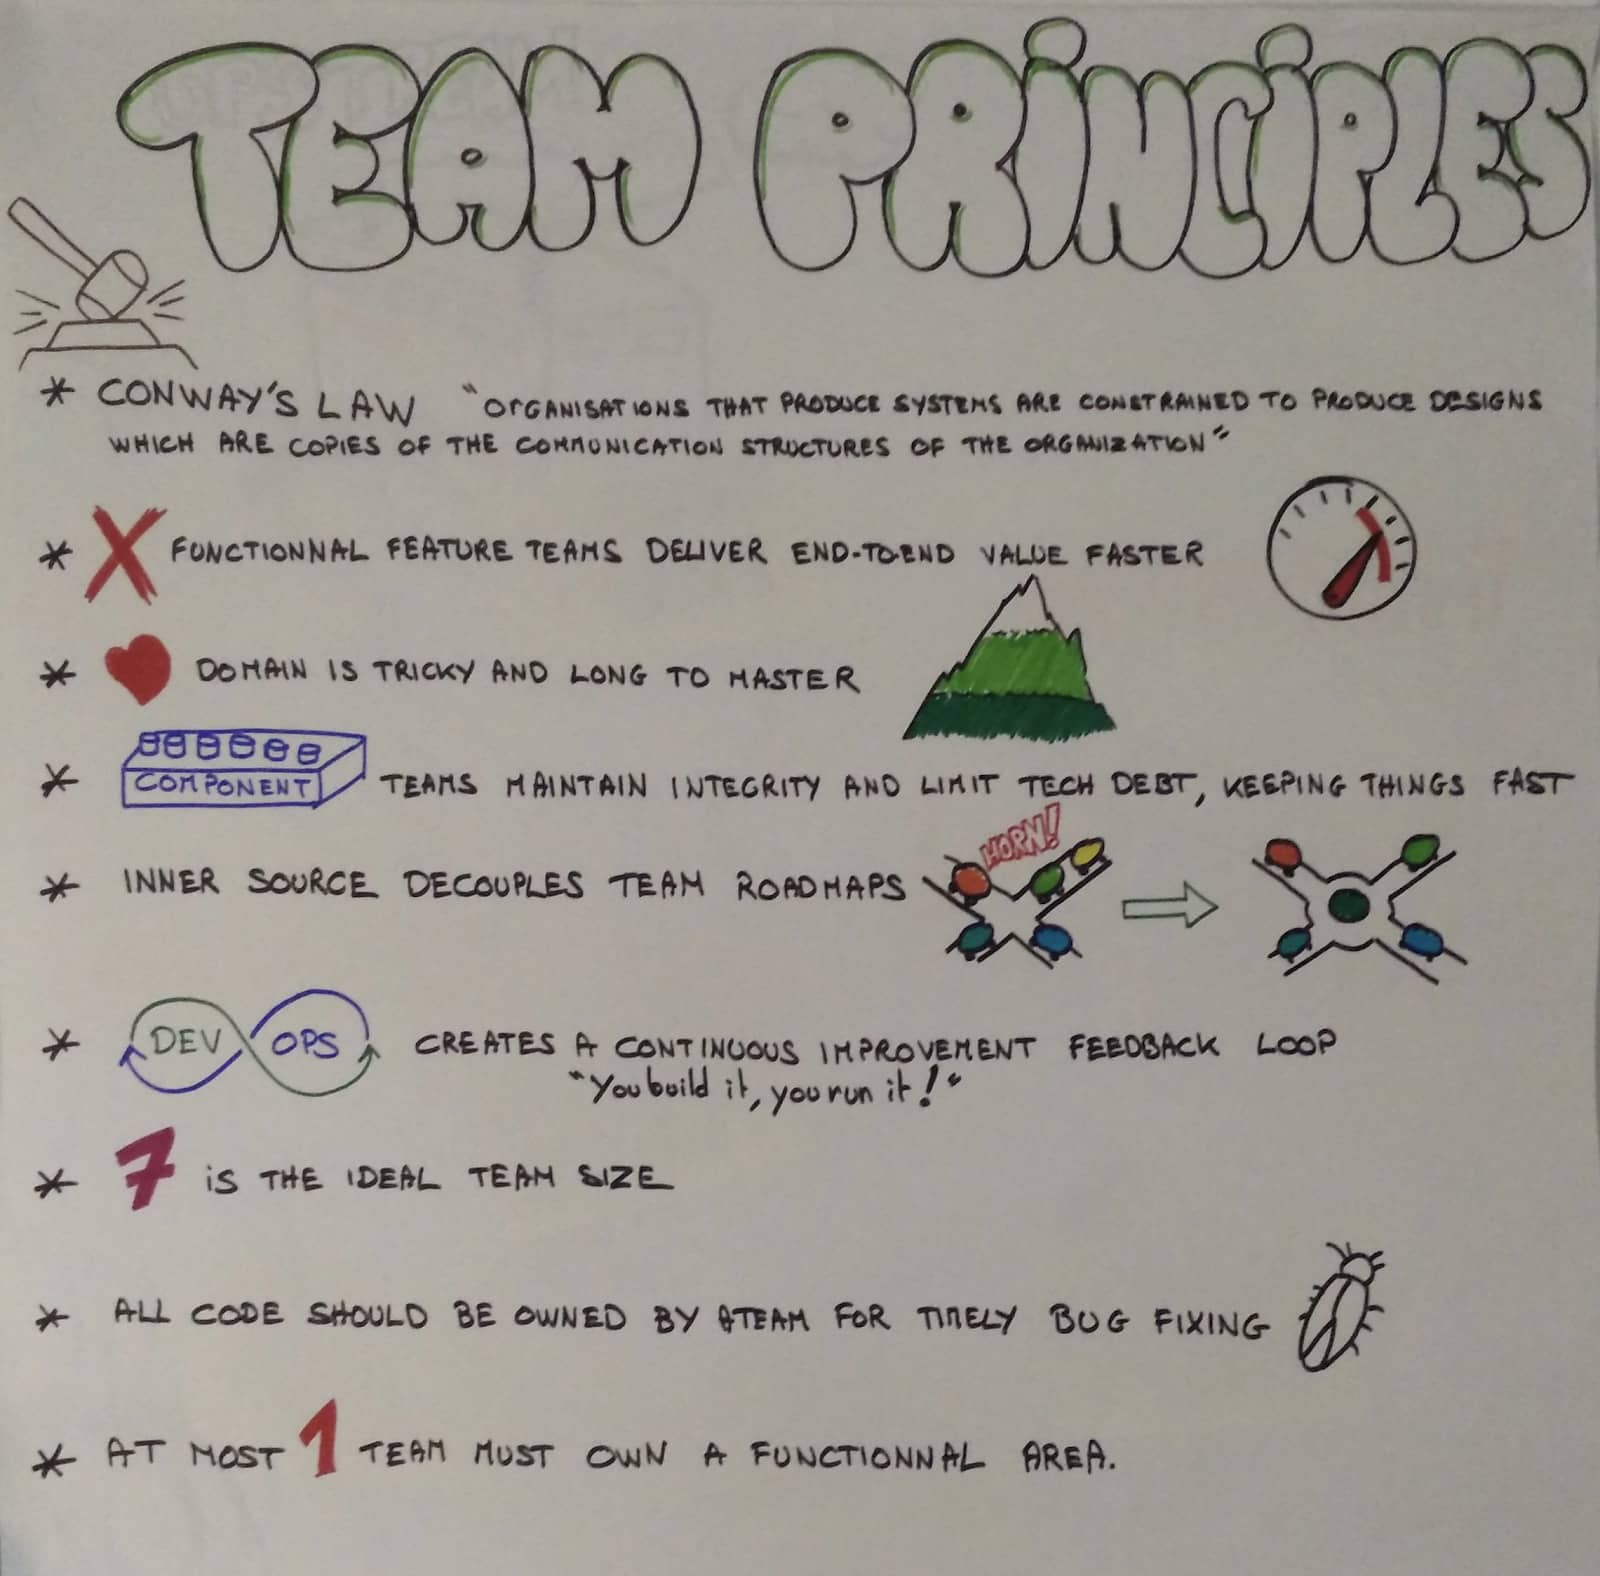 TEAM PRiNCiPLES
* CONWAY'S LAW "ORGANISATIONS THAT PRODUCE SYSTEMS ARE CONSTRAINED TO PRODUCE DESIGNS
WHICH ARE COPIES OF THE COMMUNICATION STRUCTURES OF THE ORGANIZATION"
* X FUNCTIONNAL FEATURE TEAMS DELIVER END-TO-END VALUE FASTER
* DOMAIN IS TRICKY AND LONG TO MASTER
* COMPONENT TEAMS MAINTAIN INTEGRITY AND LIMIT TECH DEBT, KEEPING THINGS FAST
HORN!
* INNER SOURCE DECOUPLES TEAM ROADMAPS
* DEV OPS CREATES A CONTINUOUS IMPROVEMENT FEEDBACK LOOP
"You build it, you run it!"
* 7 iS THE IDEAL TEAM SIZE
* ALL CODE SHOULD BE OWNED BY A TEAM FOR TIMELY BUG FIXING
* AT MOST 1 TEAM MUST OWN A FUNCTIONNAL AREA.